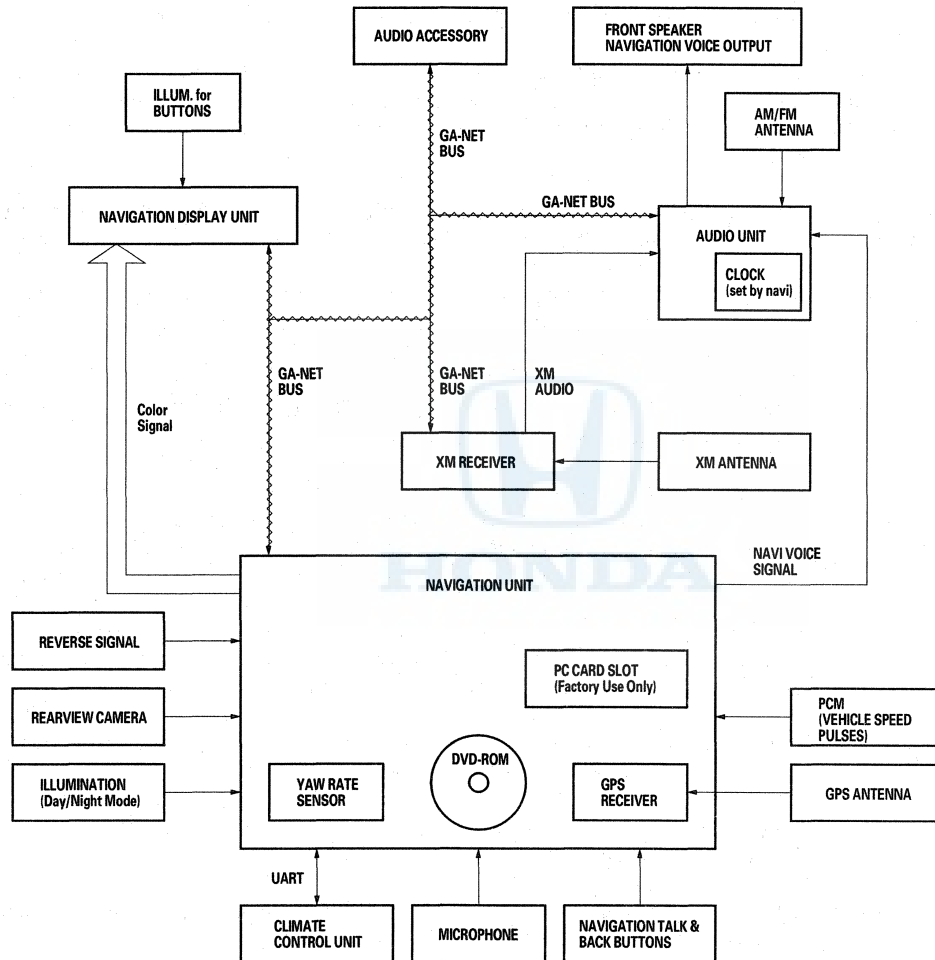 AUDIO ACCESSORY
FRONT SPEAKER
NAVIGATION VOICE OUTPUT
ILLUM. for
BUTTONS
AM/FM
ANTENNA
GA-NET
BUS
NAVIGATION DISPLAY UNIT
GA-NET BUS
AUDIO UNIT
CLOCK
(set by navi)
GA-NET
BUS
GA-NET
BUS
XM
AUDIO
Color
Signal
XM RECEIVER
XM ANTENNA
NAVI VOICE
SIGNAL
HONDA
NAVIGATION UNIT
REVERSE SIGNAL
PC CARD SLOT
(Factory Use Only)
REARVIEW CAMERA
PCM
(VEHICLE SPEED
PULSES)
DVD-ROM
ILLUMINATION
(Day/Night Mode)
YAW RATE
SENSOR
GPS
RECEIVER
GPS ANTENNA
UART
CLIMATE
CONTROL UNIT
MICROPHONE
NAVIGATION TALK &
BACK BUTTONS